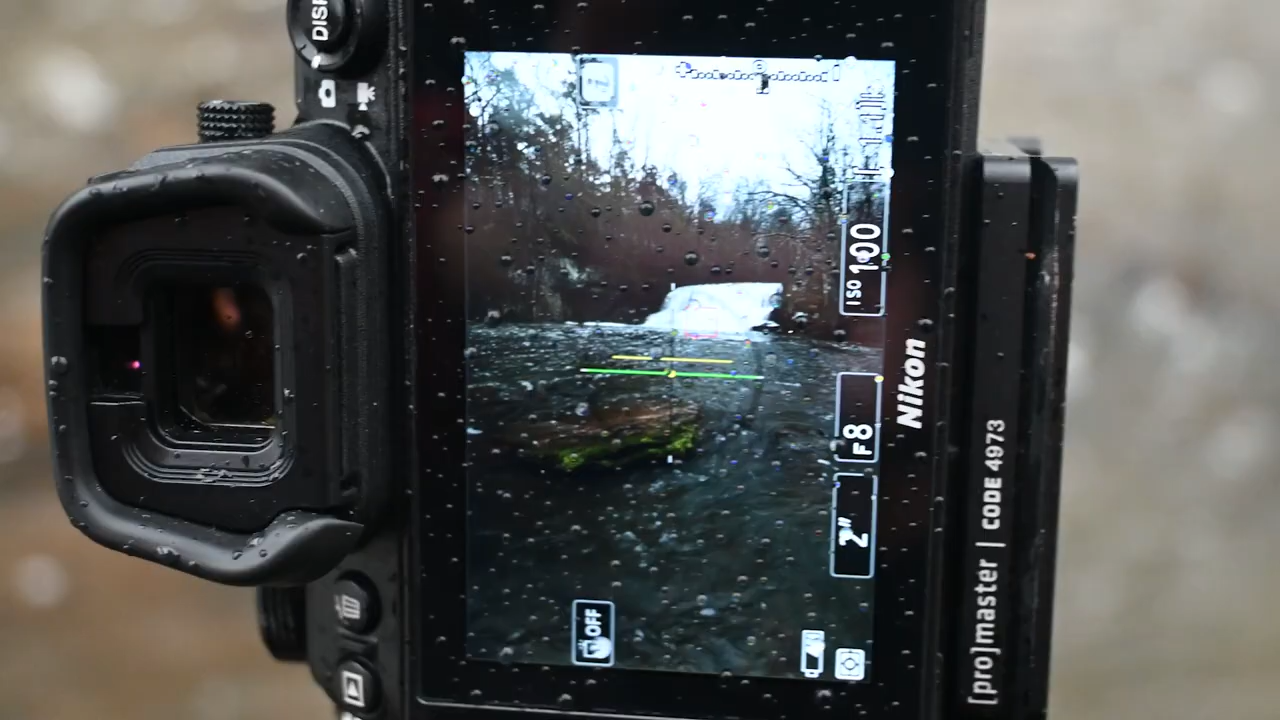 DISP
i
ISO 100
F8
2"
OFF
Nikon
[pro]master | CODE 4973